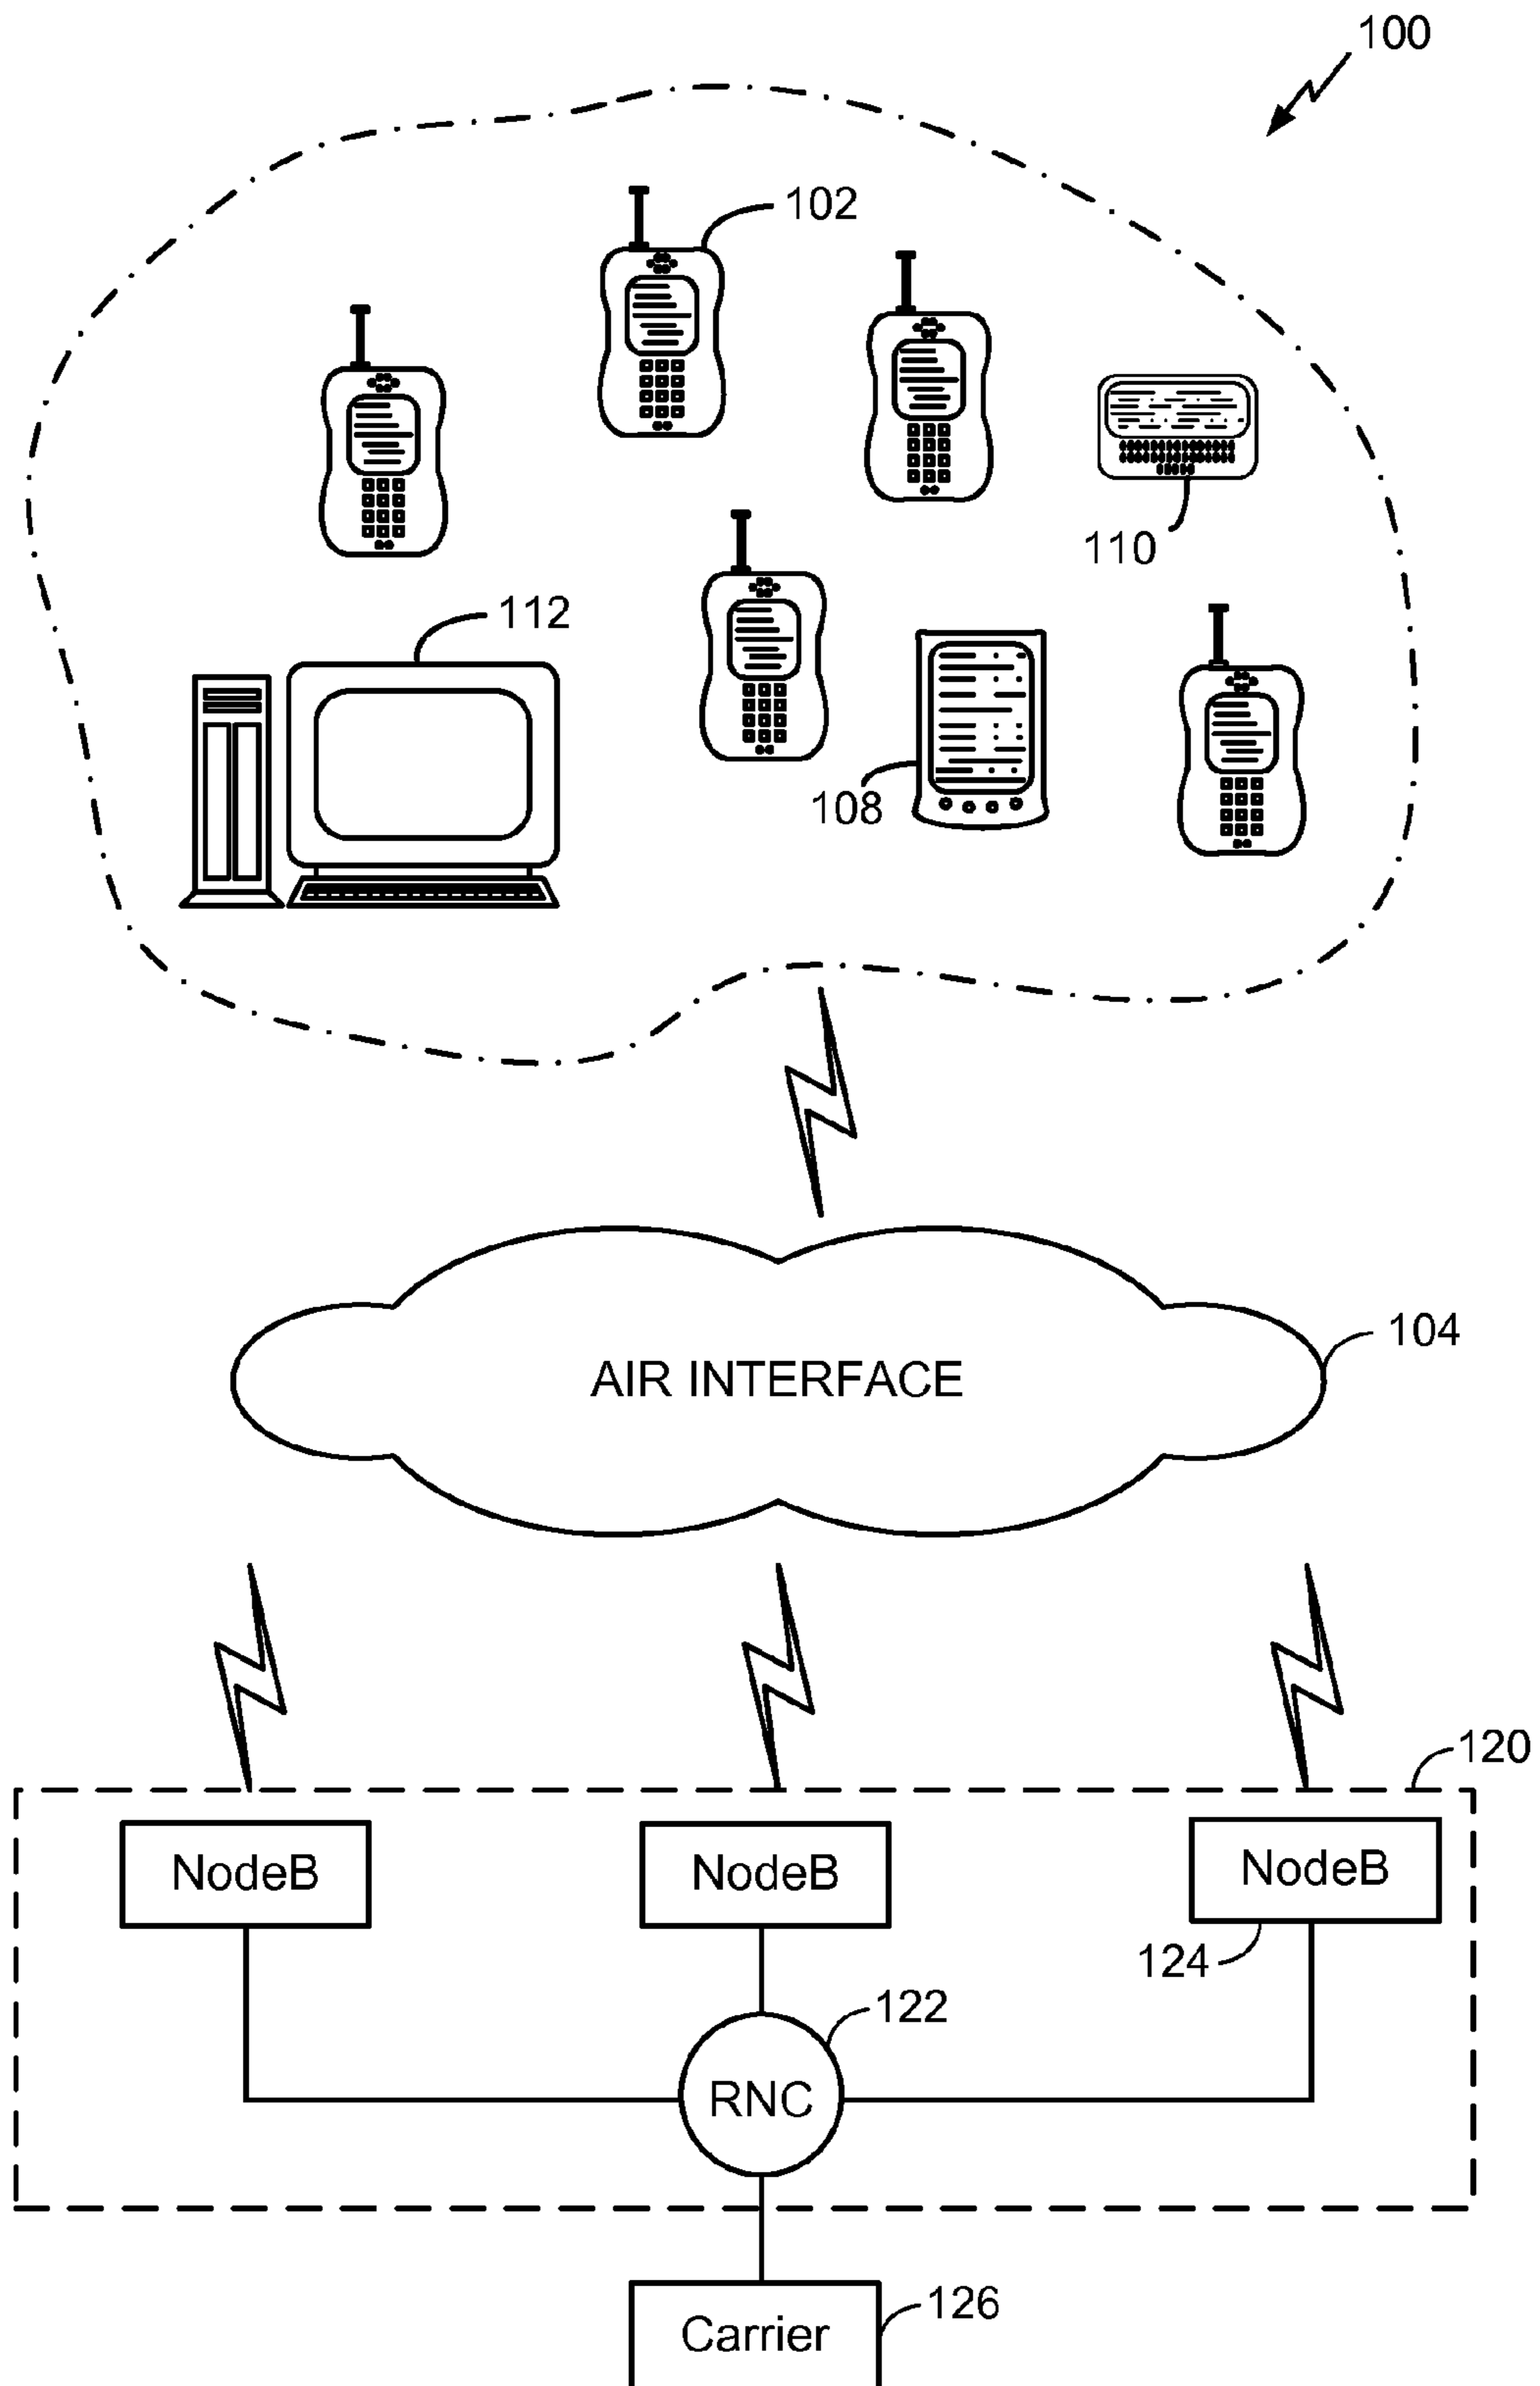 100
102
110
112
108
104
AIR INTERFACE
120
NodeB
NodeB
NodeB
124
122
RNC
126
Carrier